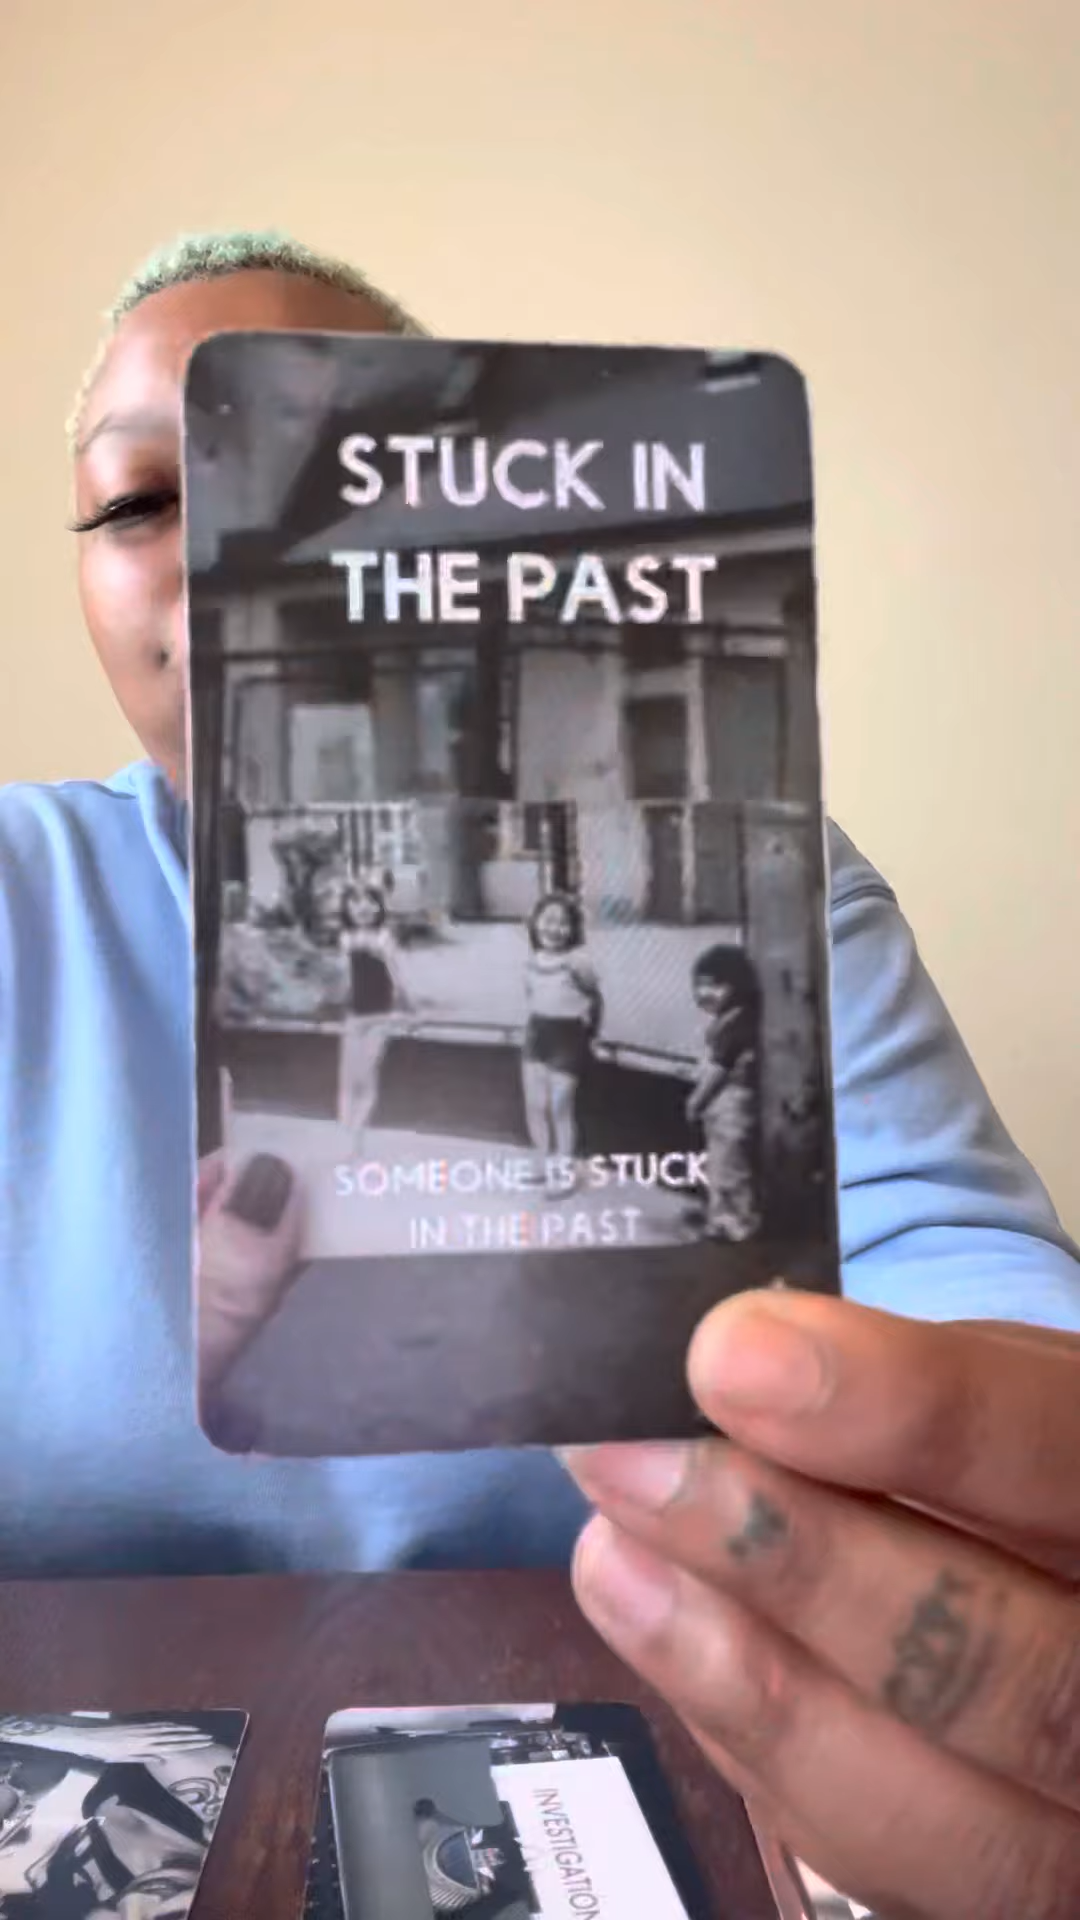 STUCK IN
THE PAST
SOMEONE IS STUCK
IN THE PAST
INVESTIGATION